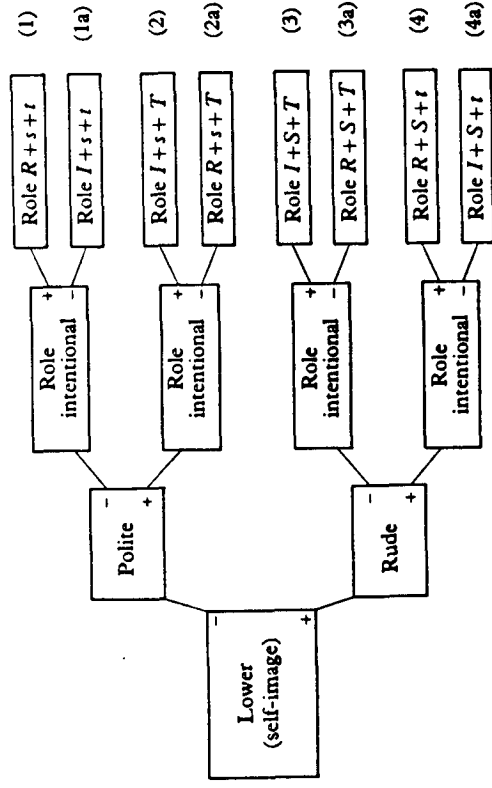 Lower
(self-image)
−
+
Polite
−
+
Rude
−
+
Role
intentional
+
−
Role
intentional
+
−
Role
intentional
+
−
Role
intentional
+
−
Role R + s + t (1)
Role I + s + t (1a)
Role I + s + T (2)
Role R + s + T (2a)
Role I + S + T (3)
Role R + S + T (3a)
Role R + S + t (4)
Role I + S + t (4a)